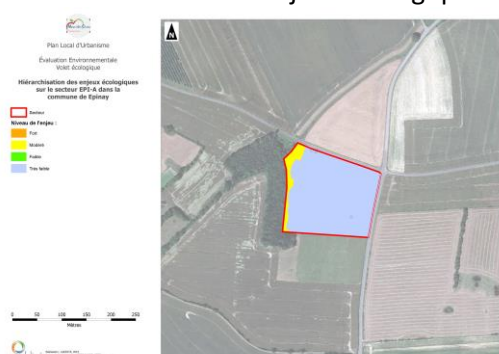 Plan Local d'Urbanisme
Évaluation Environnementale
Volet écologique
Hiérarchisation des enjeux écologiques
sur le secteur EPI-A dans la
commune de Epinay
Secteur
Niveau de l'enjeu :
Fort
Modéré
Faible
Très faible
N
0 50 100 150 200 250
Mètres